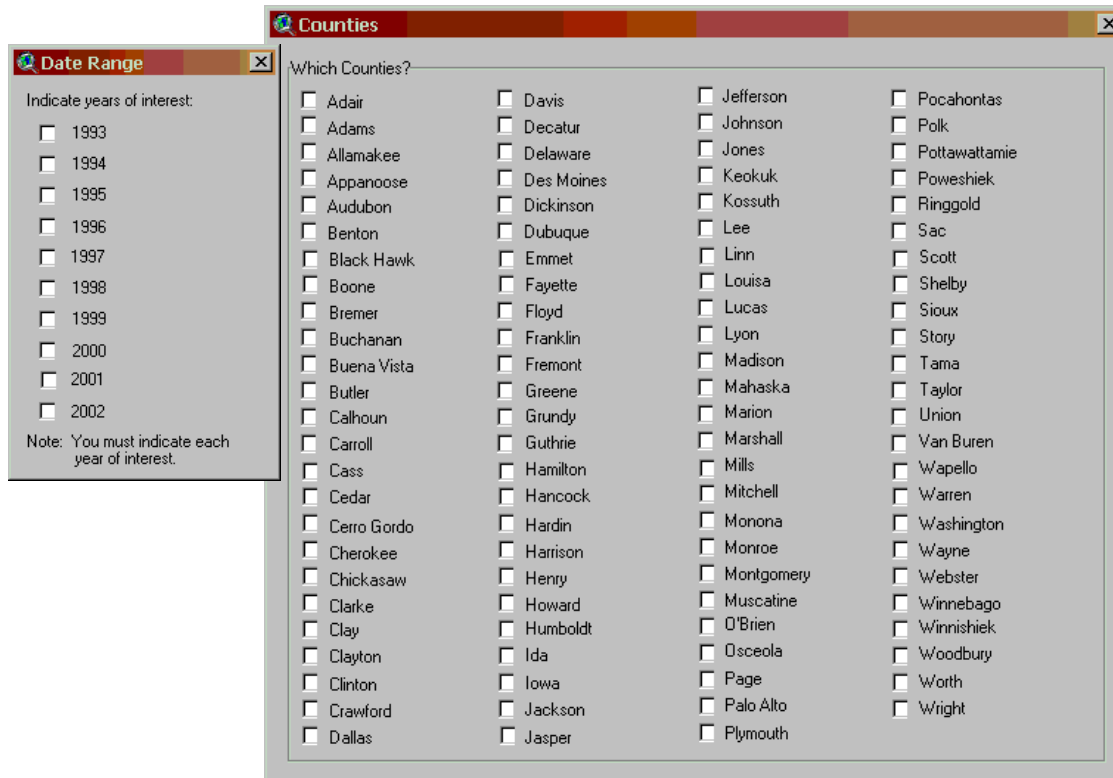 Date Range
Indicate years of interest:
1993
1994
1995
1996
1997
1998
1999
2000
2001
2002
Note: You must indicate each
year of interest.
Counties
Which Counties?
Adair
Adams
Allamakee
Appanoose
Audubon
Benton
Black Hawk
Boone
Bremer
Buchanan
Buena Vista
Butler
Calhoun
Carroll
Cass
Cedar
Cerro Gordo
Cherokee
Chickasaw
Clarke
Clay
Clayton
Clinton
Crawford
Dallas
Davis
Decatur
Delaware
Des Moines
Dickinson
Dubuque
Emmet
Fayette
Floyd
Franklin
Fremont
Greene
Grundy
Guthrie
Hamilton
Hancock
Hardin
Harrison
Henry
Howard
Humboldt
Ida
Iowa
Jackson
Jasper
Jefferson
Johnson
Jones
Keokuk
Kossuth
Lee
Linn
Louisa
Lucas
Lyon
Madison
Mahaska
Marion
Marshall
Mills
Mitchell
Monona
Monroe
Montgomery
Muscatine
O'Brien
Osceola
Page
Palo Alto
Plymouth
Pocahontas
Polk
Pottawattamie
Poweshiek
Ringgold
Sac
Scott
Shelby
Sioux
Story
Tama
Taylor
Union
Van Buren
Wapello
Warren
Washington
Wayne
Webster
Winnebago
Winnishiek
Woodbury
Worth
Wright